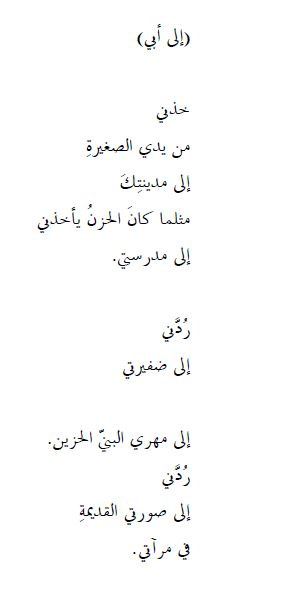 (إلى أبي)
خذني
من يدي الصغيرةِ
إلى مدينتِكَ
مثلما كانَ الحزنُ يأخذني
إلى مدرستي.
رُدَّني
إلى ضفيرتي
إلى مهري البنيّ الحزين.
رُدَّني
إلى صورتي القديمةِ
في مرآتي.